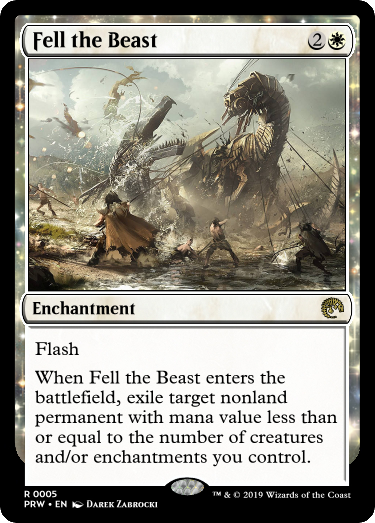 Fell the Beast 2
Enchantment
Flash
When Fell the Beast enters the
battlefield, exile target nonland
permanent with mana value less than
or equal to the number of creatures
and/or enchantments you control.
R 0005
PRW • EN DAREK ZABROCKI
™ & © 2019 Wizards of the Coast